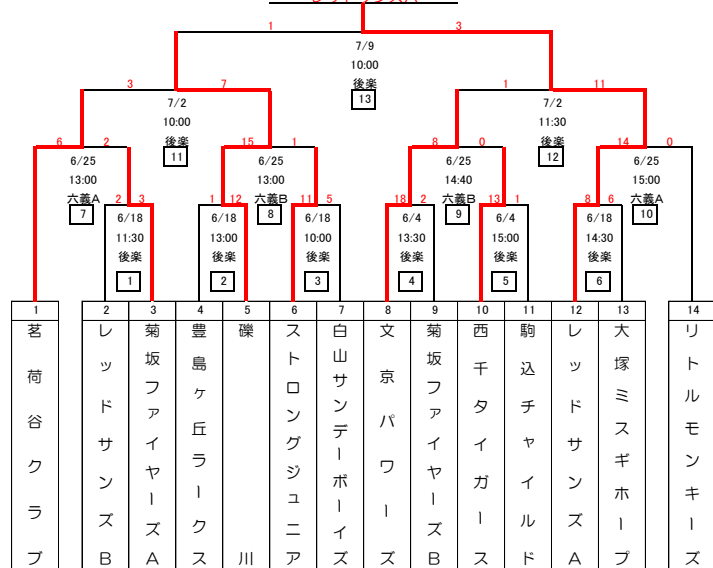 1 3
7/9
10:00
後楽
13
3 7 1 11
7/2 7/2
10:00 11:30
後楽 後楽
11 12
6 2 15 1 8 0 14 0
6/25 6/25 6/25 6/25
13:00 13:00 14:40 15:00
六義A 六義B 六義B 六義A
7 8 9 10
2 3 1 12 11 5 18 2 13 1 8 6
6/18 6/18 6/18 6/4 6/4 6/18
11:30 13:00 10:00 13:30 15:00 14:30
後楽 後楽 後楽 後楽 後楽 後楽
1 2 3 4 5 6
1 2 3 4 5 6 7 8 9 10 11 12 13 14
茗荷谷クラブ
レッドサンズB
菊坂ファイヤーズA
豊島ヶ丘ラークス
礫川
ストロングジュニア
白山サンデーボーイズ
文京パワーズ
菊坂ファイヤーズB
西千タイガース
駒込チャイルド
レッドサンズA
大塚ミスギホープ
リトルモンキーズ